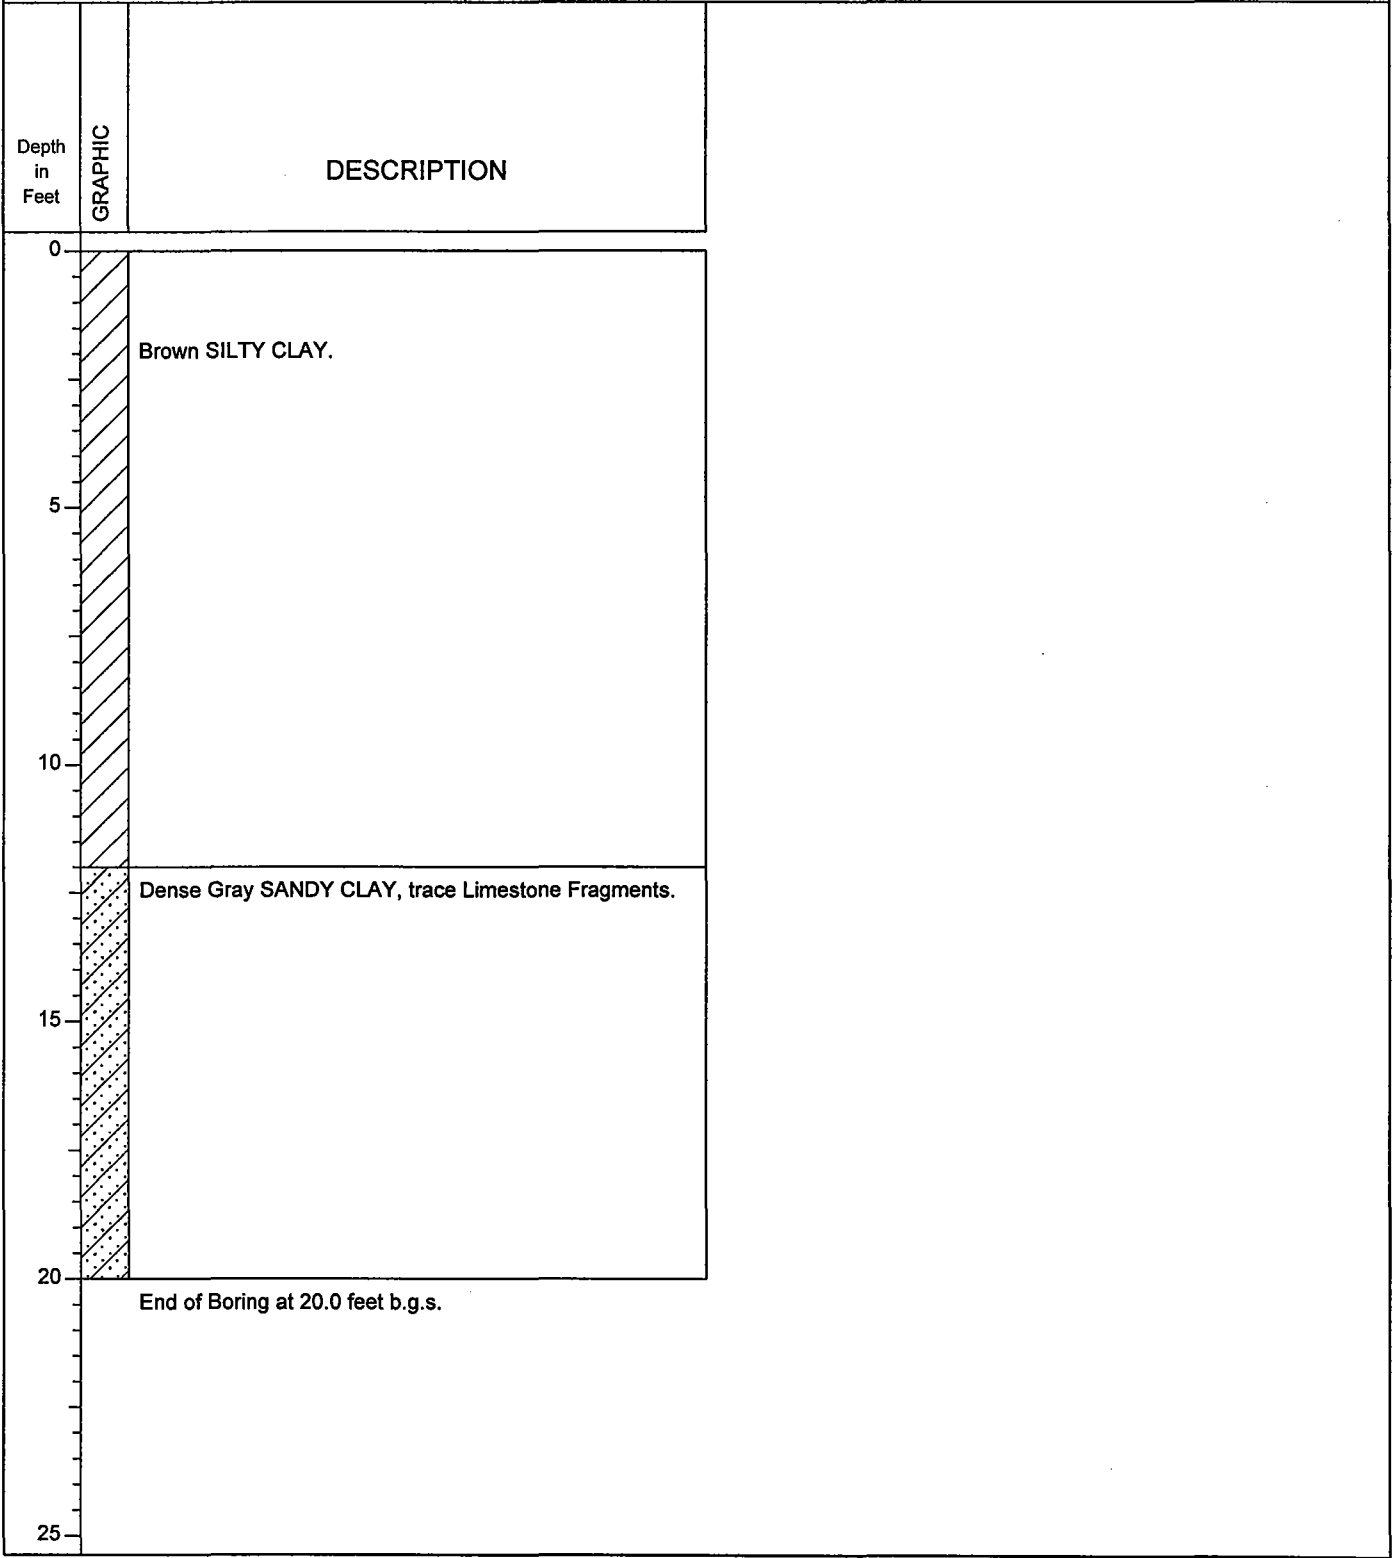 Depth
in
Feet
GRAPHIC
DESCRIPTION
0
Brown SILTY CLAY.
5
10
Dense Gray SANDY CLAY, trace Limestone Fragments.
15
20
End of Boring at 20.0 feet b.g.s.
25